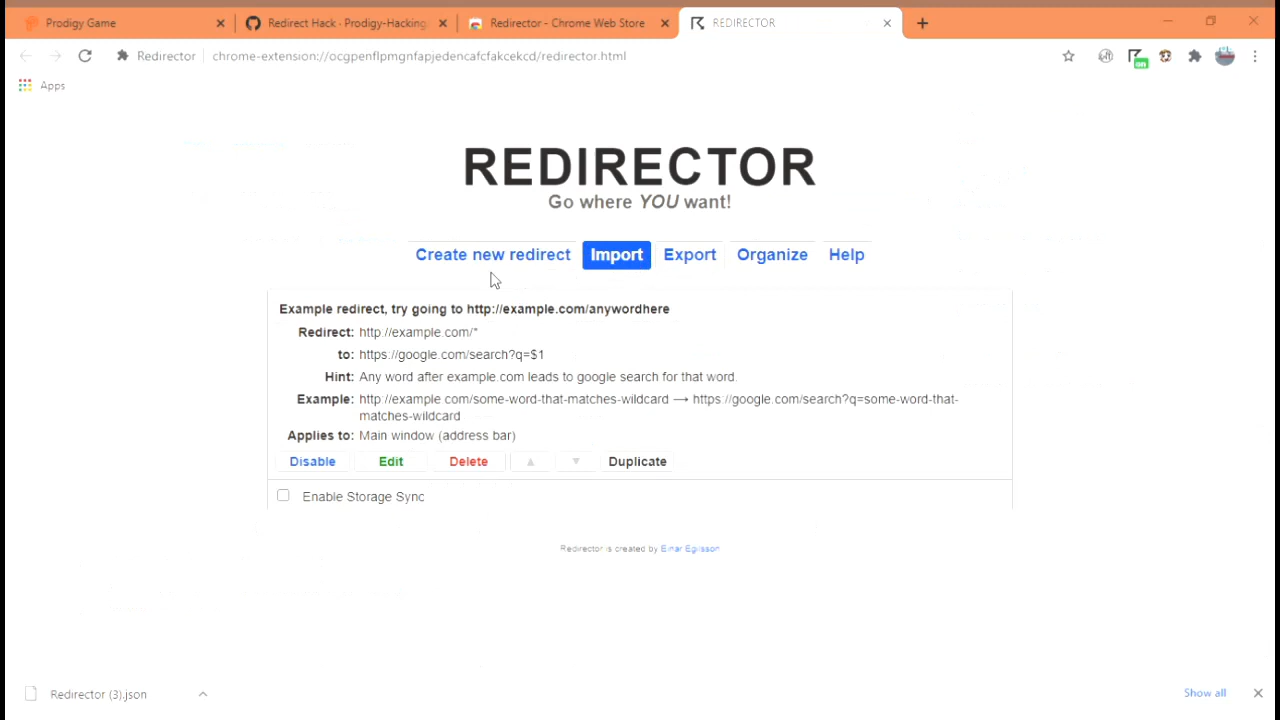 Prodigy Game
Redirect Hack · Prodigy-Hacking
Redirector - Chrome Web Store
REDIRECTOR
Redirector
chrome-extension://ocgpenflpmgnfapjedencafcfakcekcd/redirector.html
on
Apps
REDIRECTOR
Go where YOU want!
Create new redirect
Import
Export
Organize
Help
Example redirect, try going to http://example.com/anywordhere
Redirect: http://example.com/*
to: https://google.com/search?q=$1
Hint: Any word after example.com leads to google search for that word.
Example: http://example.com/some-word-that-matches-wildcard → https://google.com/search?q=some-word-that-
matches-wildcard
Applies to: Main window (address bar)
Disable
Edit
Delete
▲
▼
Duplicate
Enable Storage Sync
Redirector is created by Einar Egilsson
Redirector (3).json
Show all